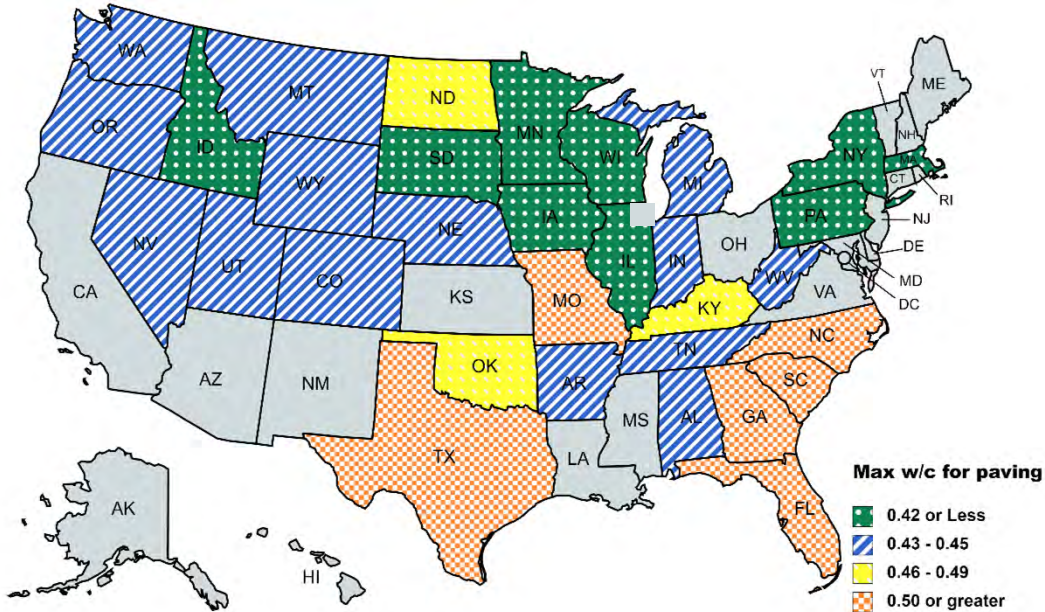 WA
MT
ND
MN
VT
ME
OR
ID
SD
WI
NH
NY
MA
WY
MI
CT
RI
IA
PA
NJ
NV
NE
OH
DE
UT
IL
IN
CO
WV
MD
CA
KS
MO
VA
DC
KY
NC
TN
OK
AZ
NM
AR
SC
MS
AL
GA
TX
LA
Max w/c for paving
FL
AK
0.42 or Less
0.43 - 0.45
HI
0.46 - 0.49
0.50 or greater